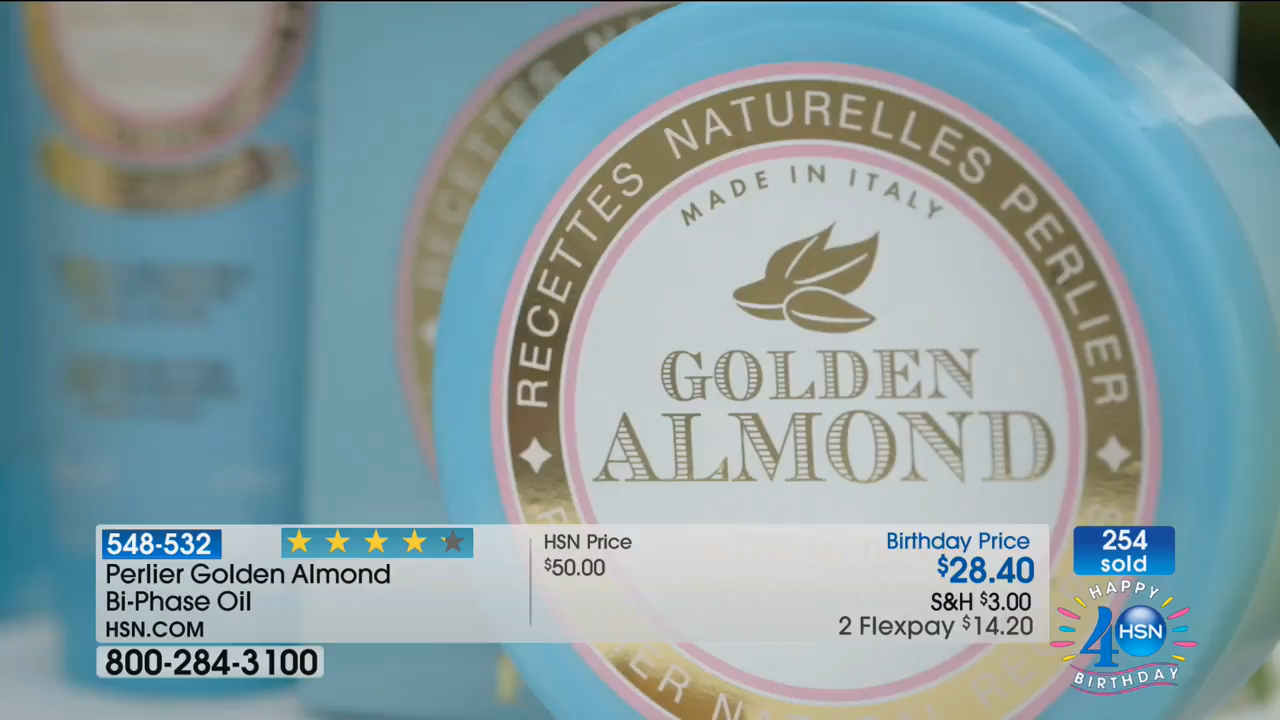 RECETTES NATURELLES PERLIER
MADE IN ITALY
GOLDEN
ALMOND
548-532
Perlier Golden Almond
Bi-Phase Oil
HSN.COM
800-284-3100
HSN Price
$50.00
Birthday Price
$28.40
S&H $3.00
2 Flexpay $14.20
254
sold
HAPPY
40
HSN
BIRTHDAY